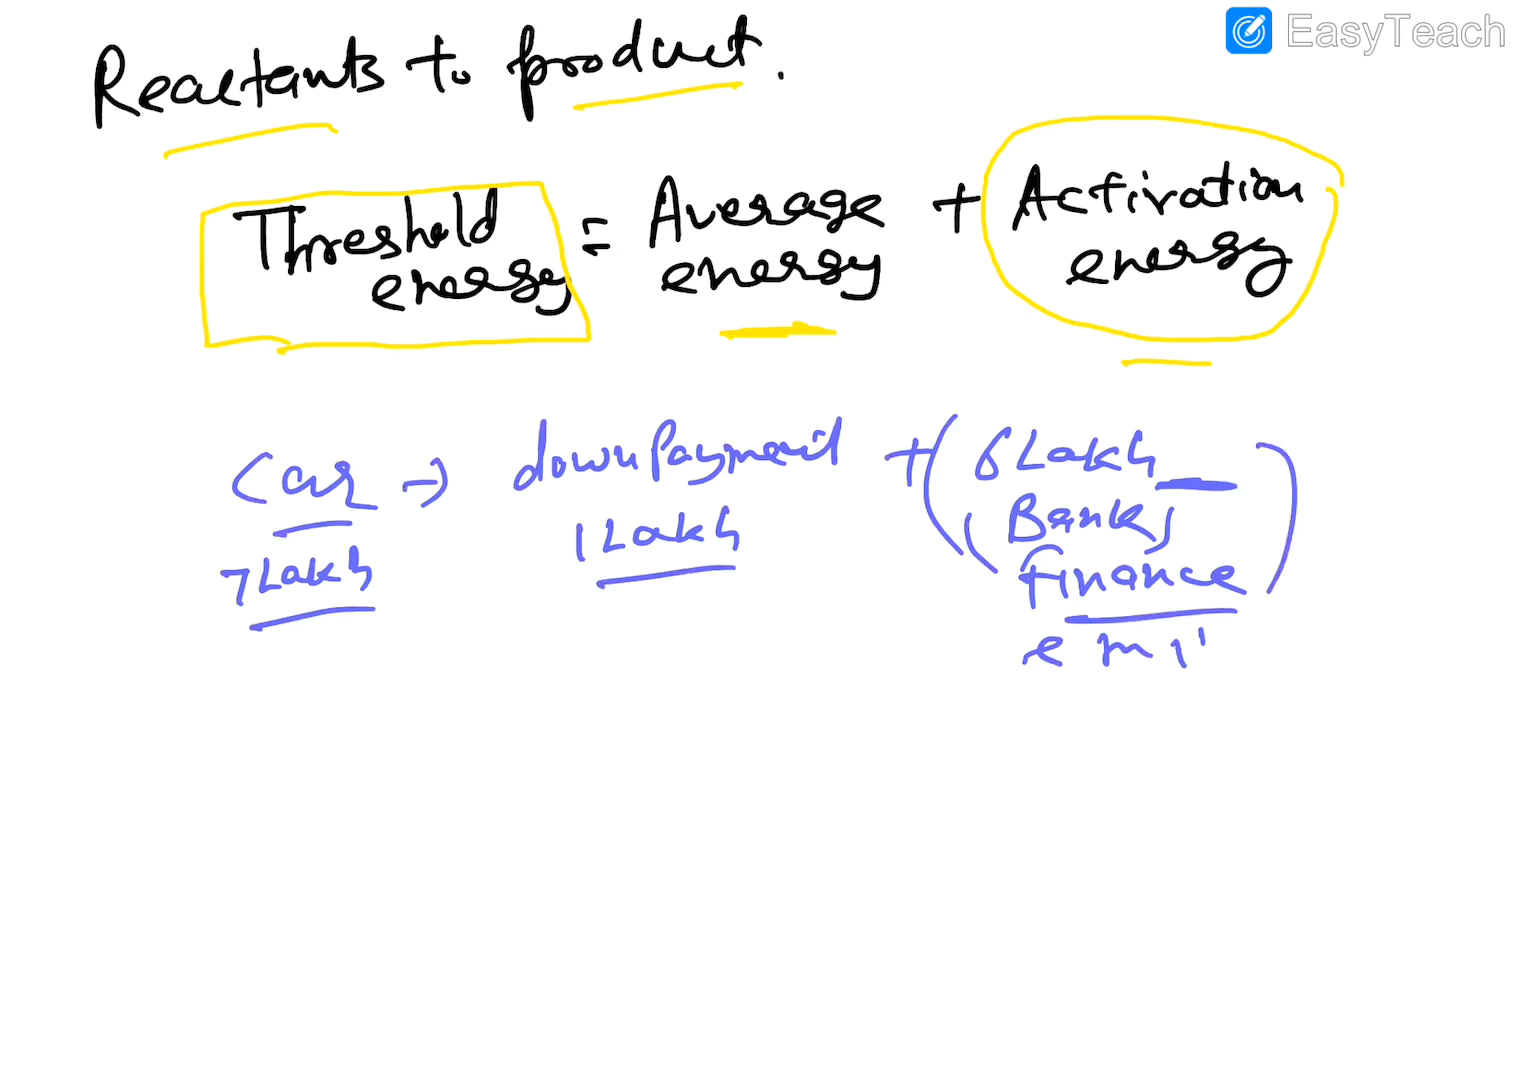 EasyTeach
Reactants to product.
Threshold energy = Average energy + Activation energy
Car → down Payment + (6 Lakh
7 Lakh 1 Lakh Bank,
finance)
emi